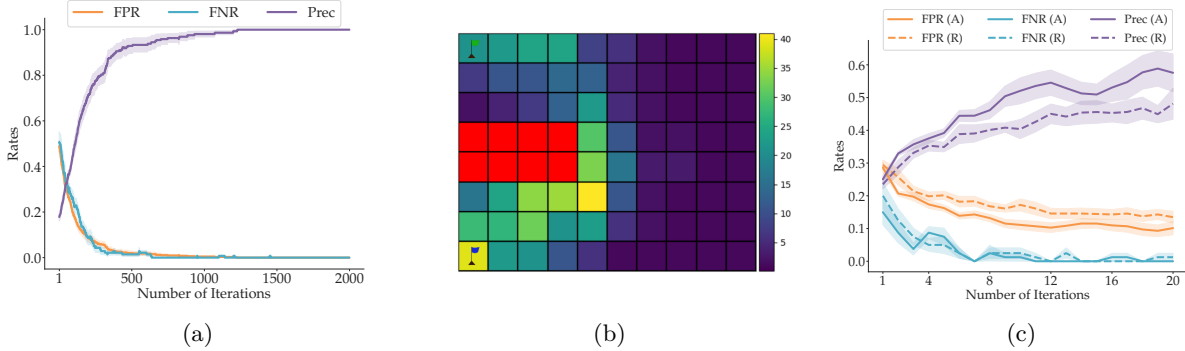 FPR FNR Prec
1.0
0.8
0.6
0.4
0.2
0.0
Rates
1 500 1000 1500 2000
Number of Iterations
(a)
40
35
30
25
20
15
10
5
(b)
FPR (A) FNR (A) Prec (A)
FPR (R) FNR (R) Prec (R)
0.6
0.5
0.4
0.3
0.2
0.1
0.0
Rates
1 4 8 12 16 20
Number of Iterations
(c)